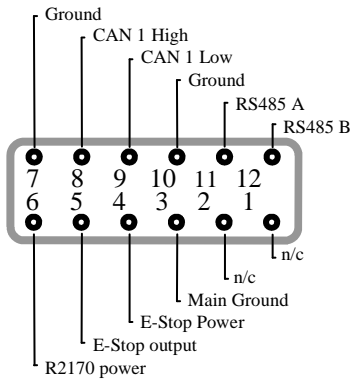 Ground
CAN 1 High
CAN 1 Low
Ground
RS485 A
RS485 B
7 8 9 10 11 12
6 5 4 3 2 1
n/c
n/c
Main Ground
E-Stop Power
E-Stop output
R2170 power